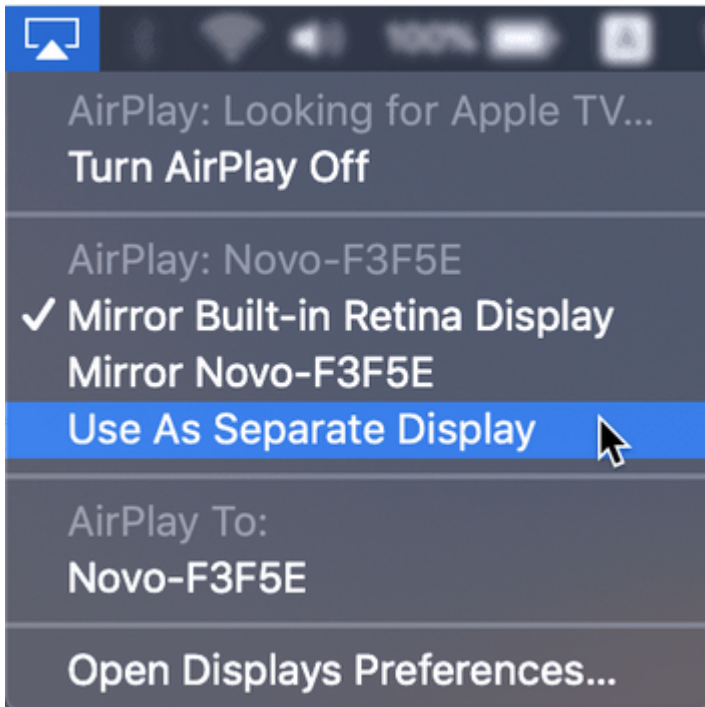 100%
AirPlay: Looking for Apple TV...
Turn AirPlay Off
AirPlay: Novo-F3F5E
✓ Mirror Built-in Retina Display
Mirror Novo-F3F5E
Use As Separate Display
AirPlay To:
Novo-F3F5E
Open Displays Preferences...